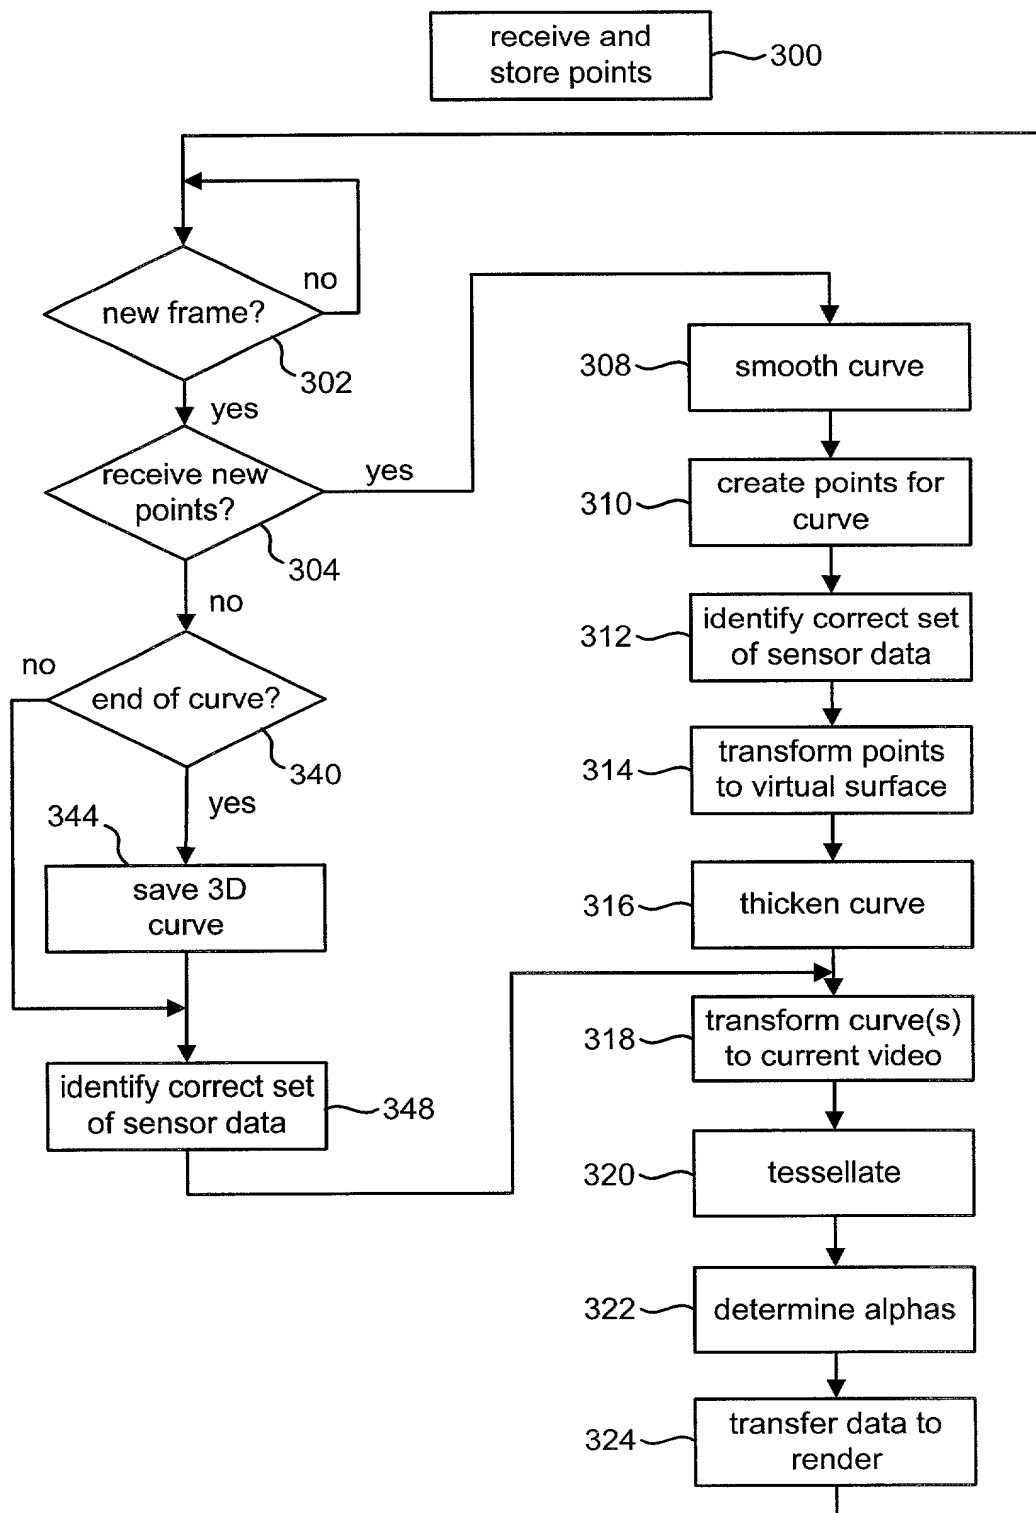 receive and
store points
300
new frame?
no
302
yes
receive new
points?
yes
304
no
end of curve?
no
340
yes
344
save 3D
curve
identify correct set
of sensor data
348
308
smooth curve
310
create points for
curve
312
identify correct set
of sensor data
314
transform points
to virtual surface
316
thicken curve
318
transform curve(s)
to current video
320
tessellate
322
determine alphas
324
transfer data to
render